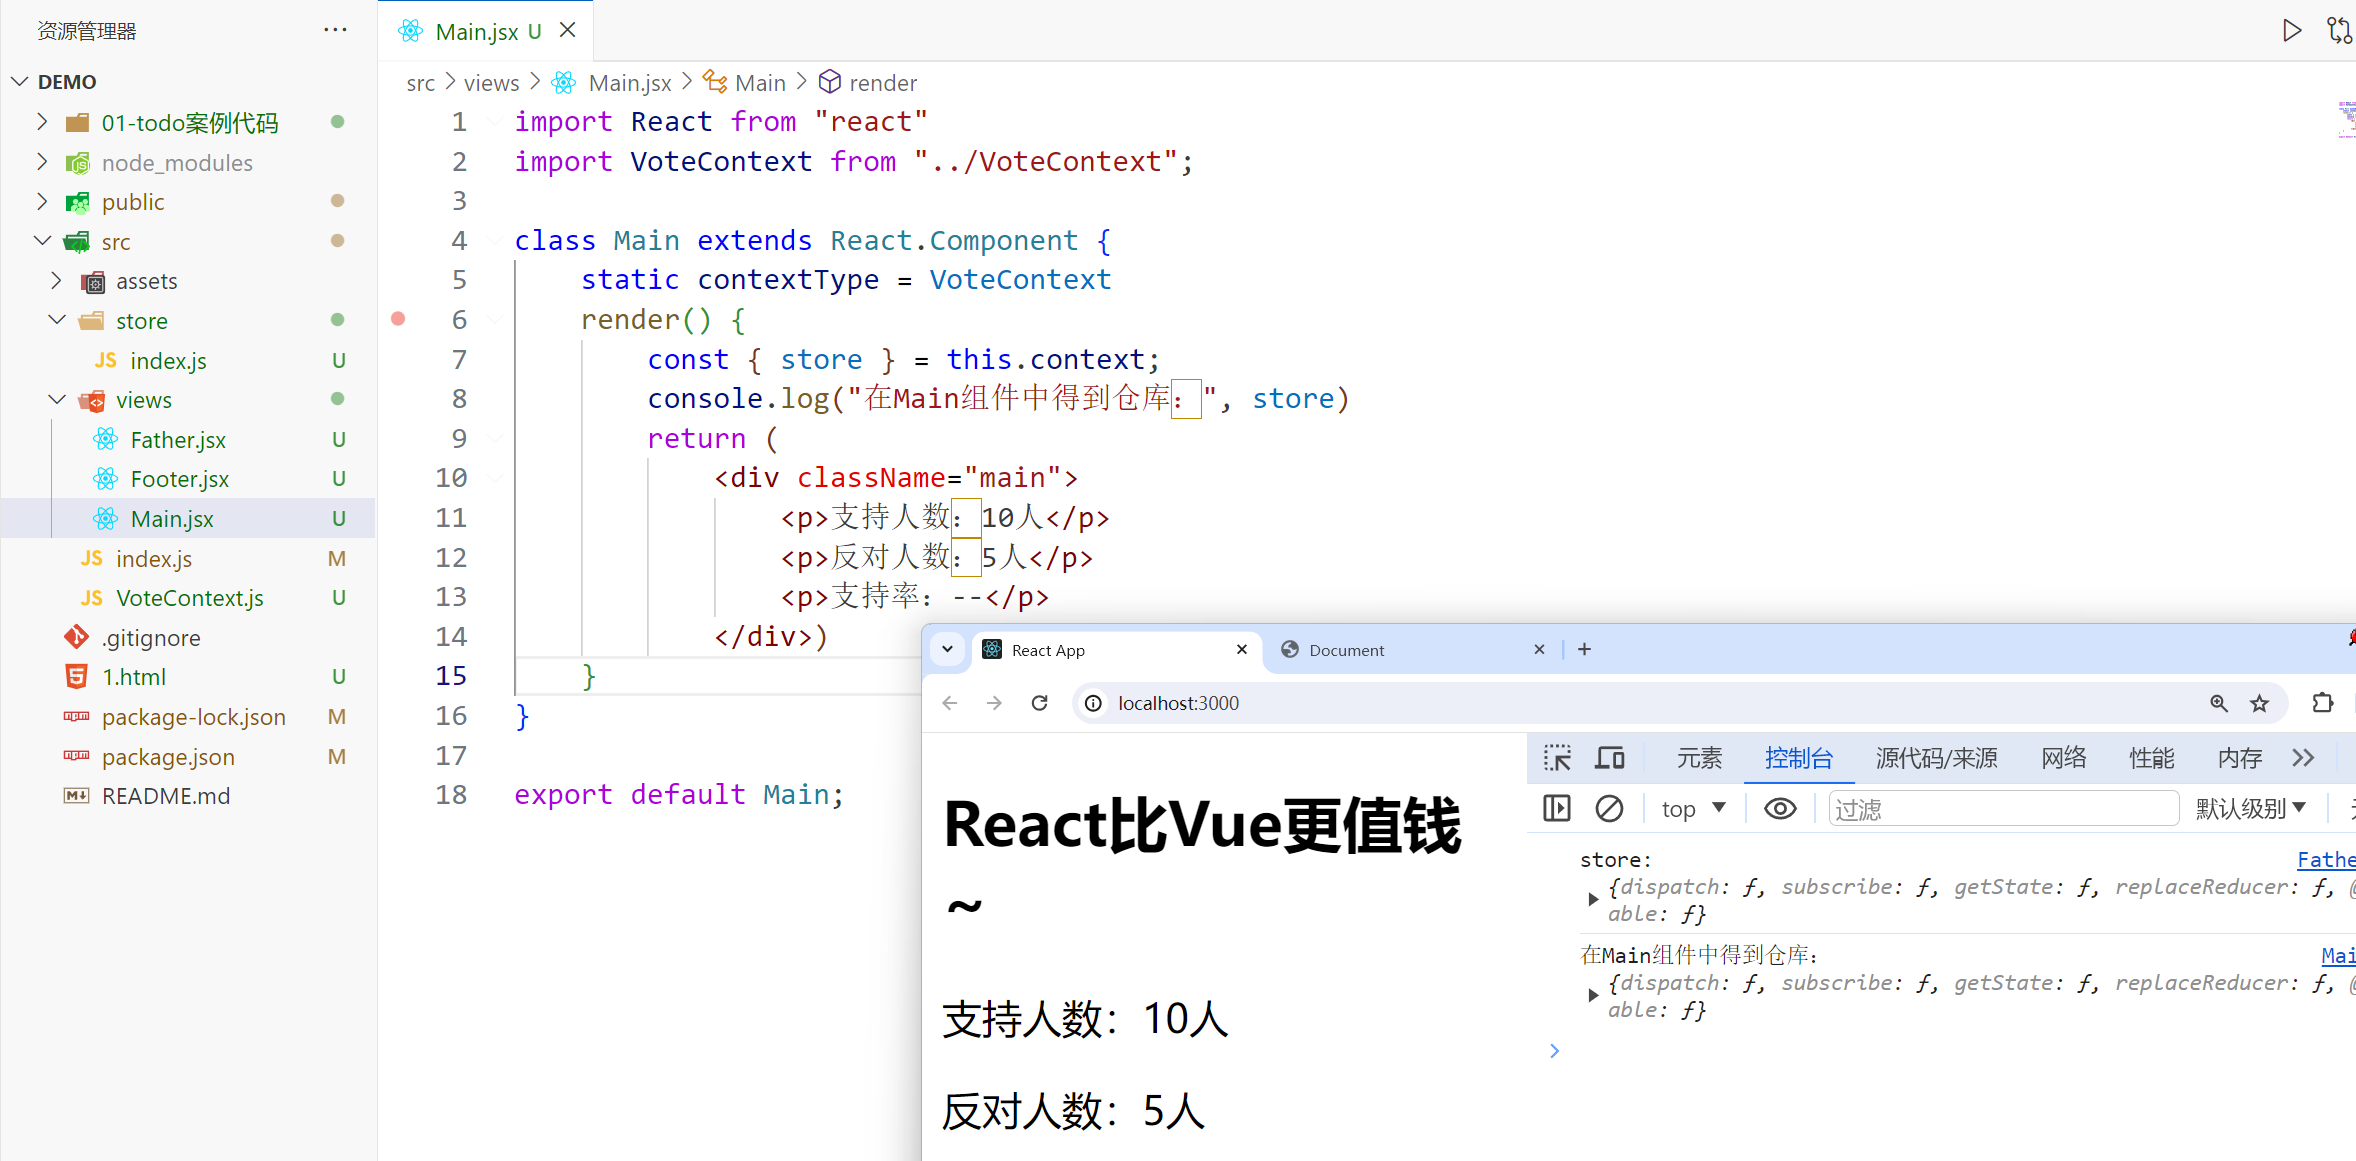 资源管理器 ···
DEMO
01-todo案例代码
node_modules
public
src
assets
store
index.js U
views
Father.jsx U
Footer.jsx U
Main.jsx U
index.js M
VoteContext.js U
.gitignore
1.html U
package-lock.json M
package.json M
README.md
Main.jsx U
src > views > Main.jsx > Main > render
1 import React from "react"
2 import VoteContext from "../VoteContext";
3
4 class Main extends React.Component {
5 static contextType = VoteContext
6 render() {
7 const { store } = this.context;
8 console.log("在Main组件中得到仓库：", store)
9 return (
10 <div className="main">
11 <p>支持人数：10人</p>
12 <p>反对人数：5人</p>
13 <p>支持率：--</p>
14 </div>)
15 }
16 }
17
18 export default Main;
React App
Document
localhost:3000
React比Vue更值钱
~
支持人数：10人
反对人数：5人
元素 控制台 源代码/来源 网络 性能 内存
top 过滤 默认级别
store: Fathe
{dispatch: ƒ, subscribe: ƒ, getState: ƒ, replaceReducer: ƒ, @
able: ƒ}
在Main组件中得到仓库： Mai
{dispatch: ƒ, subscribe: ƒ, getState: ƒ, replaceReducer: ƒ, @
able: ƒ}